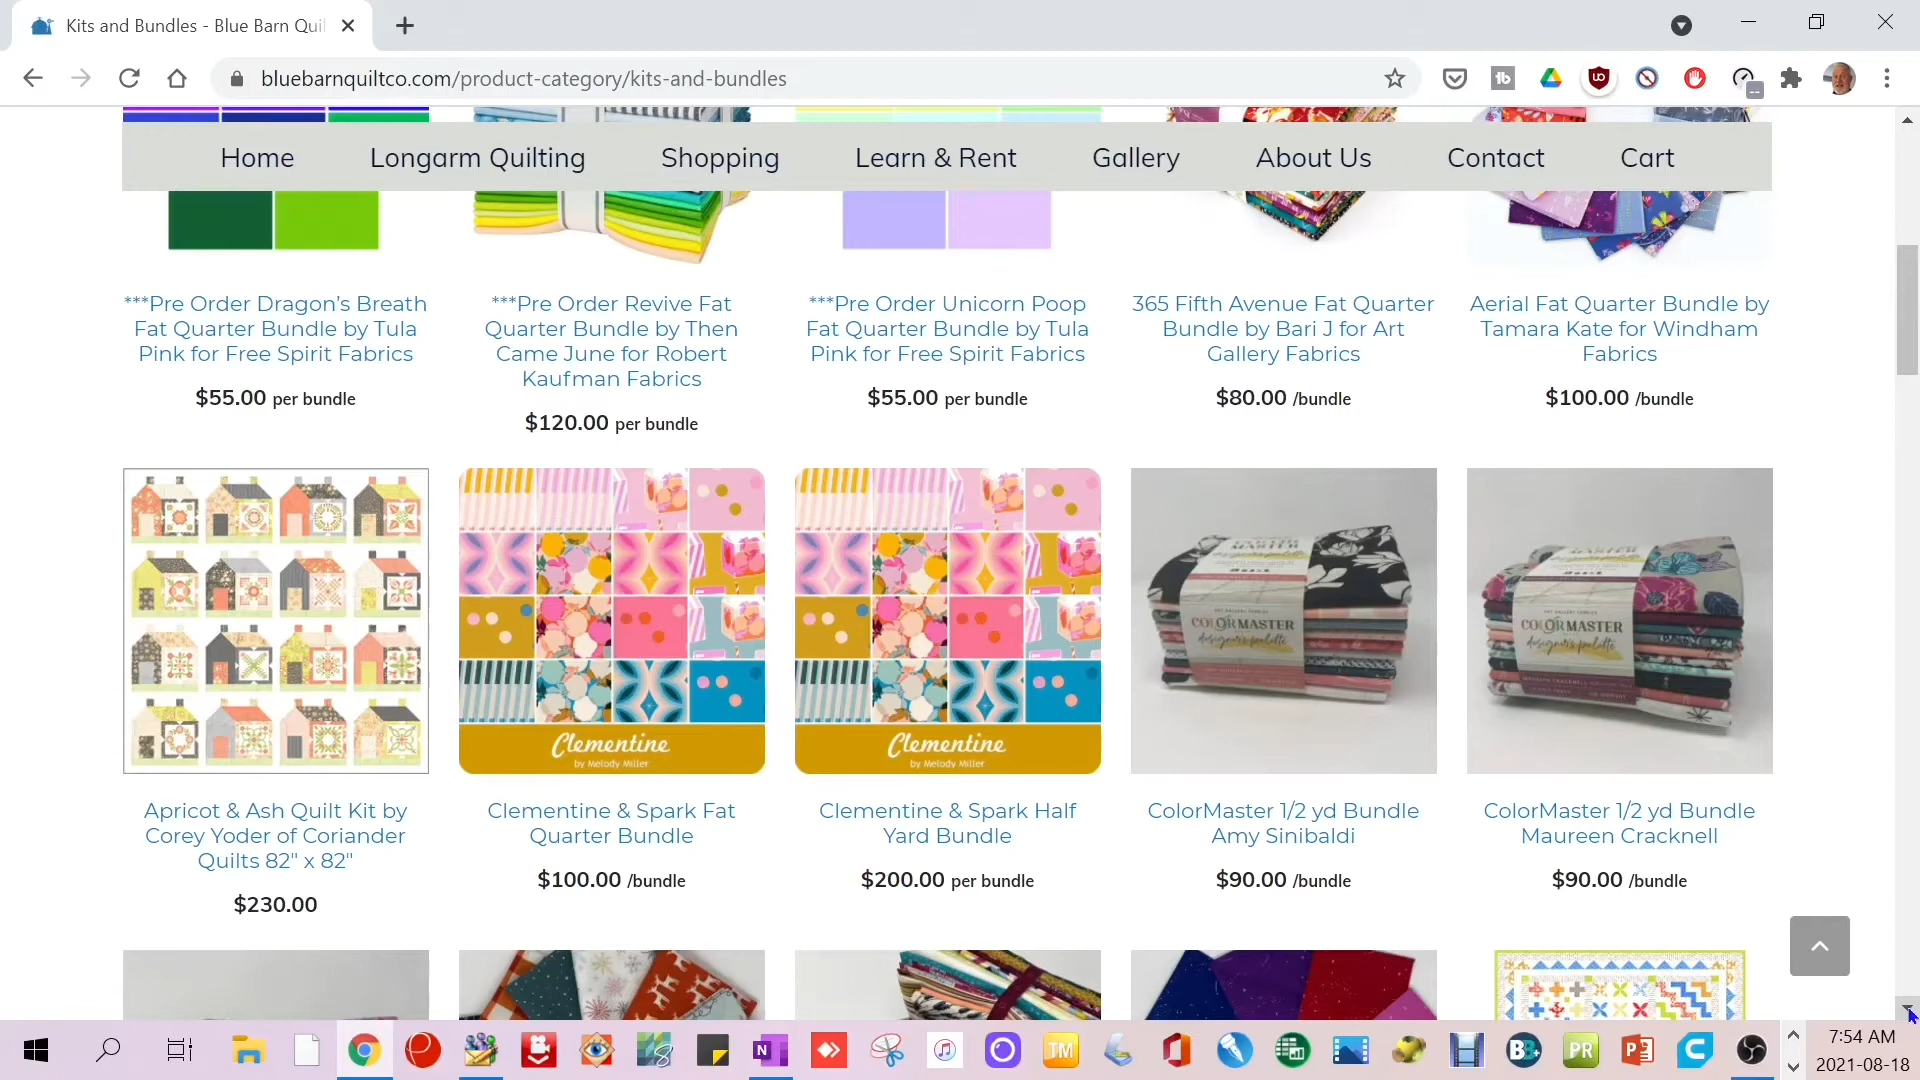 Kits and Bundles - Blue Barn Quil
bluebarnquiltco.com/product-category/kits-and-bundles
Home Longarm Quilting Shopping Learn & Rent Gallery About Us Contact Cart
***Pre Order Dragon’s Breath
Fat Quarter Bundle by Tula
Pink for Free Spirit Fabrics
$55.00 per bundle
***Pre Order Revive Fat
Quarter Bundle by Then
Came June for Robert
Kaufman Fabrics
$120.00 per bundle
***Pre Order Unicorn Poop
Fat Quarter Bundle by Tula
Pink for Free Spirit Fabrics
$55.00 per bundle
365 Fifth Avenue Fat Quarter
Bundle by Bari J for Art
Gallery Fabrics
$80.00 /bundle
Aerial Fat Quarter Bundle by
Tamara Kate for Windham
Fabrics
$100.00 /bundle
Clementine
by Melody Miller
Clementine
by Melody Miller
COLORMASTER
designer's palette
COLORMASTER
designer's palette
Apricot & Ash Quilt Kit by
Corey Yoder of Coriander
Quilts 82" x 82"
$230.00
Clementine & Spark Fat
Quarter Bundle
$100.00 /bundle
Clementine & Spark Half
Yard Bundle
$200.00 per bundle
ColorMaster 1/2 yd Bundle
Amy Sinibaldi
$90.00 /bundle
ColorMaster 1/2 yd Bundle
Maureen Cracknell
$90.00 /bundle
7:54 AM
2021-08-18